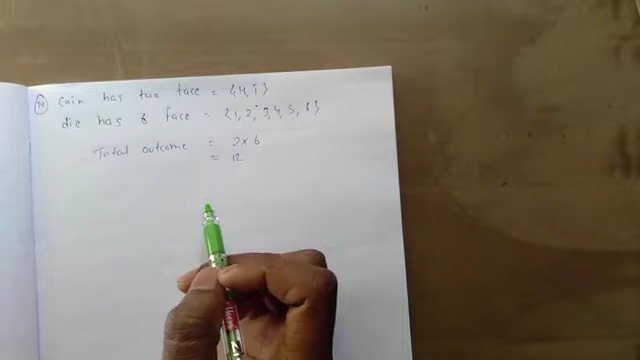 N Coin has two face = {H, T}
die has 6 face = {1, 2, 3, 4, 5, 6}
Total outcome = 2 x 6
= 12